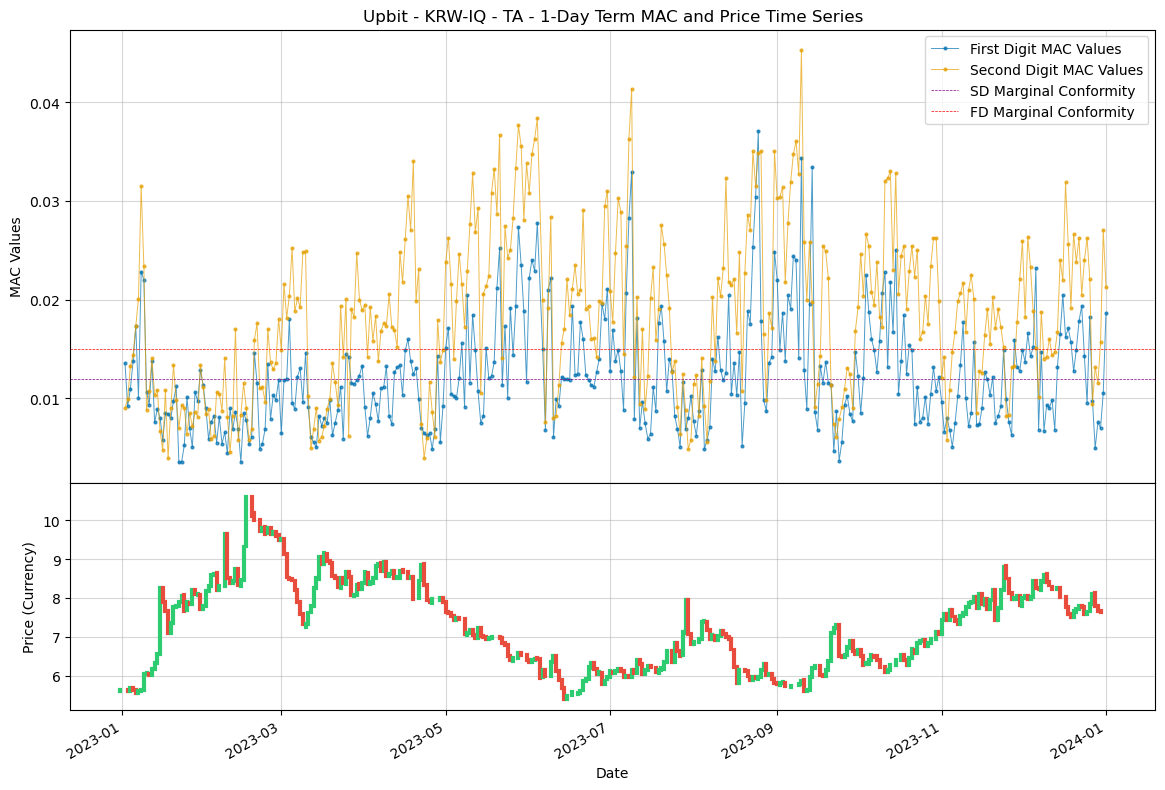 Upbit - KRW-IQ - TA - 1-Day Term MAC and Price Time Series
First Digit MAC Values
Second Digit MAC Values
SD Marginal Conformity
FD Marginal Conformity
MAC Values
0.04
0.03
0.02
0.01
Price (Currency)
10
9
8
7
6
2023-01
2023-03
2023-05
2023-07
2023-09
2023-11
2024-01
Date